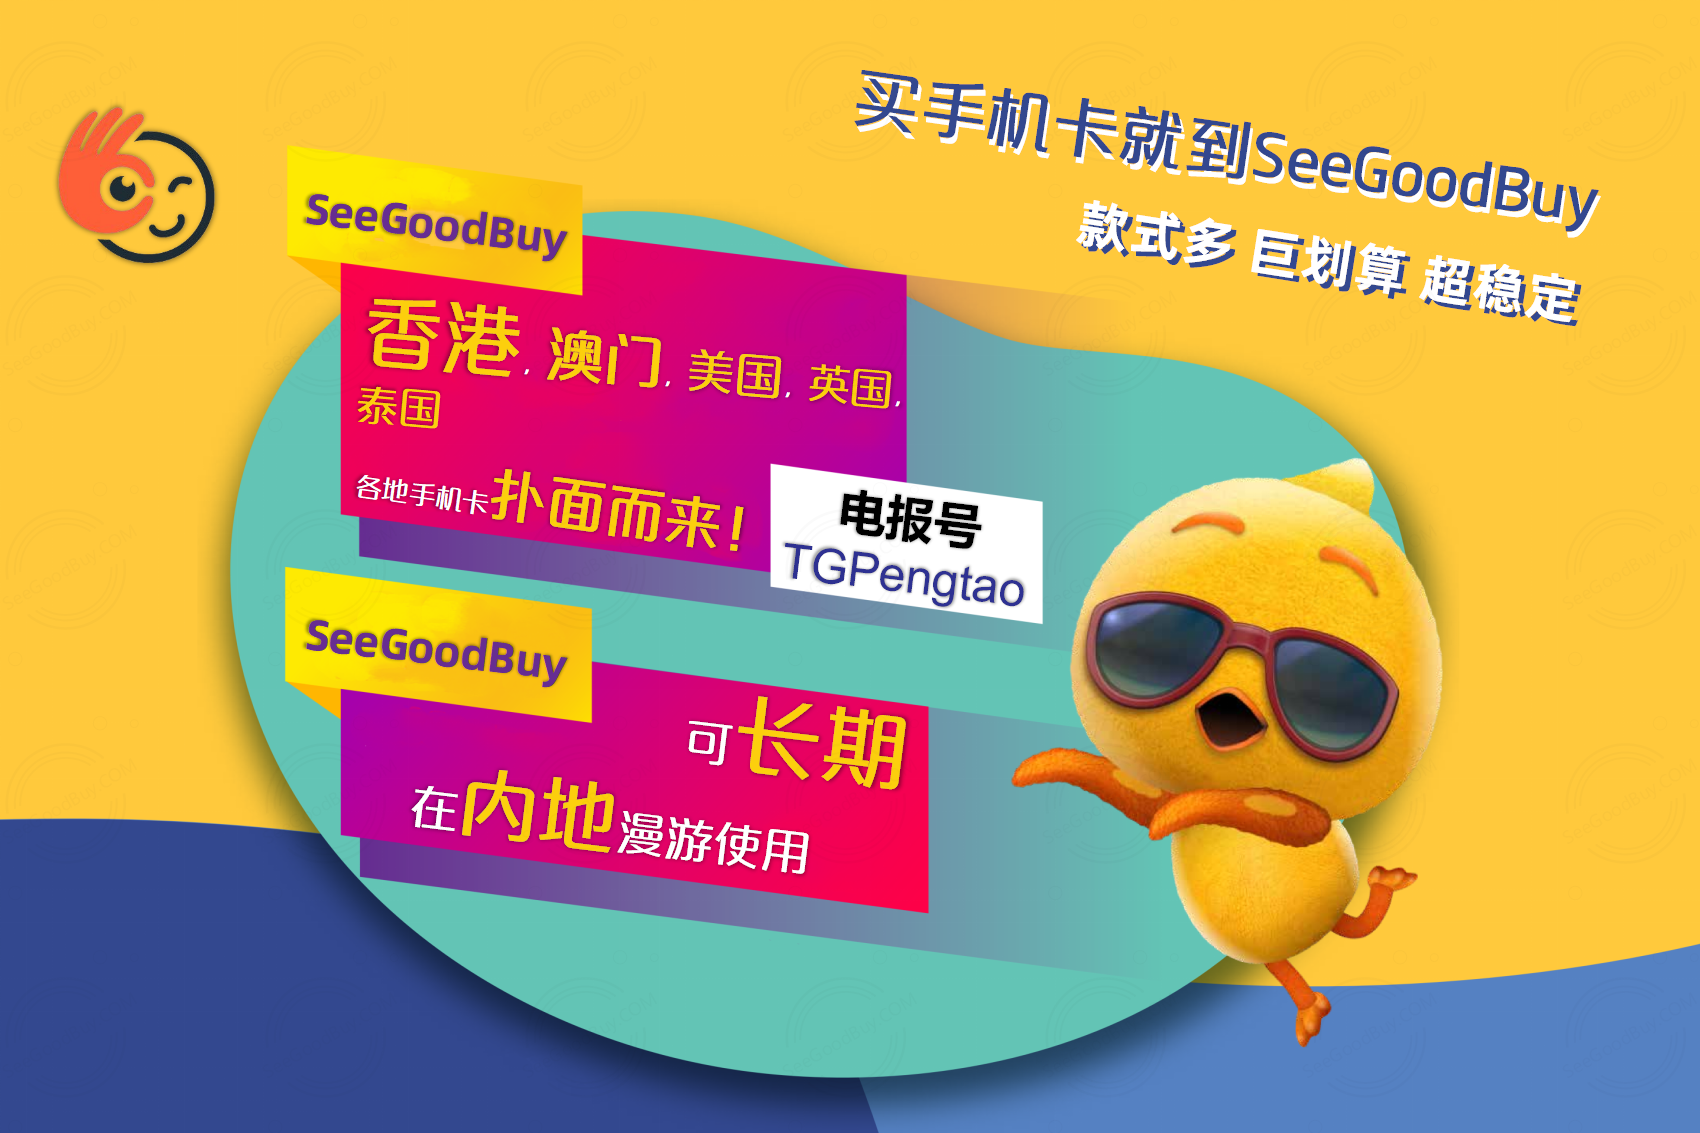 买手机卡就到SeeGoodBuy
款式多 巨划算 超稳定
SeeGoodBuy
香港, 澳门, 美国, 英国,
泰国
各地手机卡扑面而来!
电报号
TGPengtao
SeeGoodBuy
可长期
在内地漫游使用